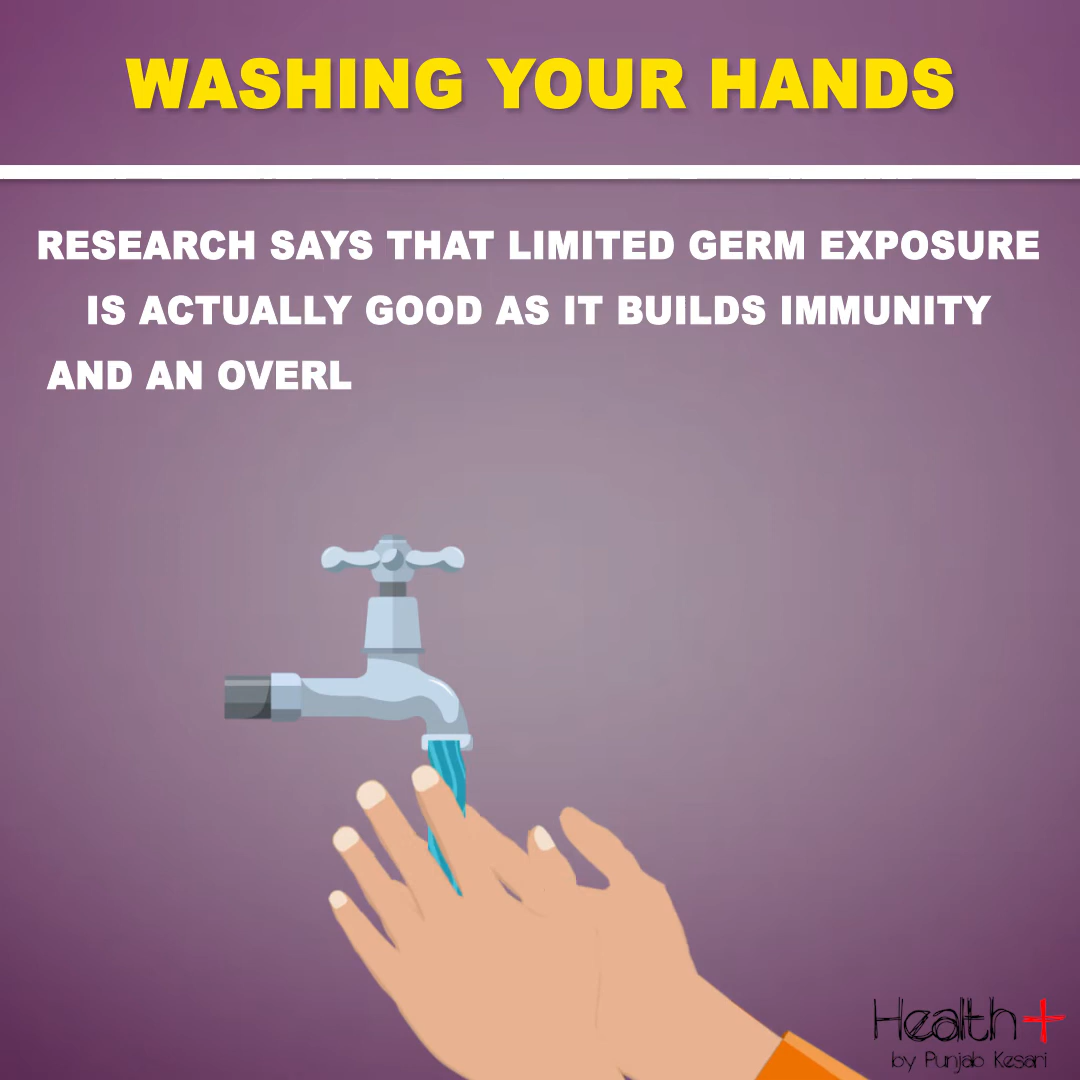 WASHING YOUR HANDS
RESEARCH SAYS THAT LIMITED GERM EXPOSURE
IS ACTUALLY GOOD AS IT BUILDS IMMUNITY
AND AN OVERL
Health+
by Punjab Kesari